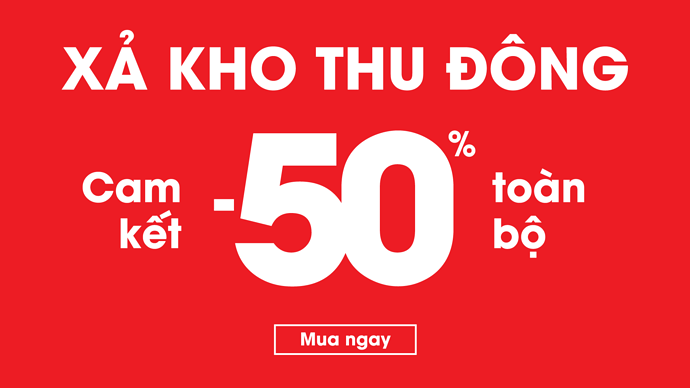 XẢ KHO THU ĐÔNG
Cam kết
-50%
toàn bộ
Mua ngay